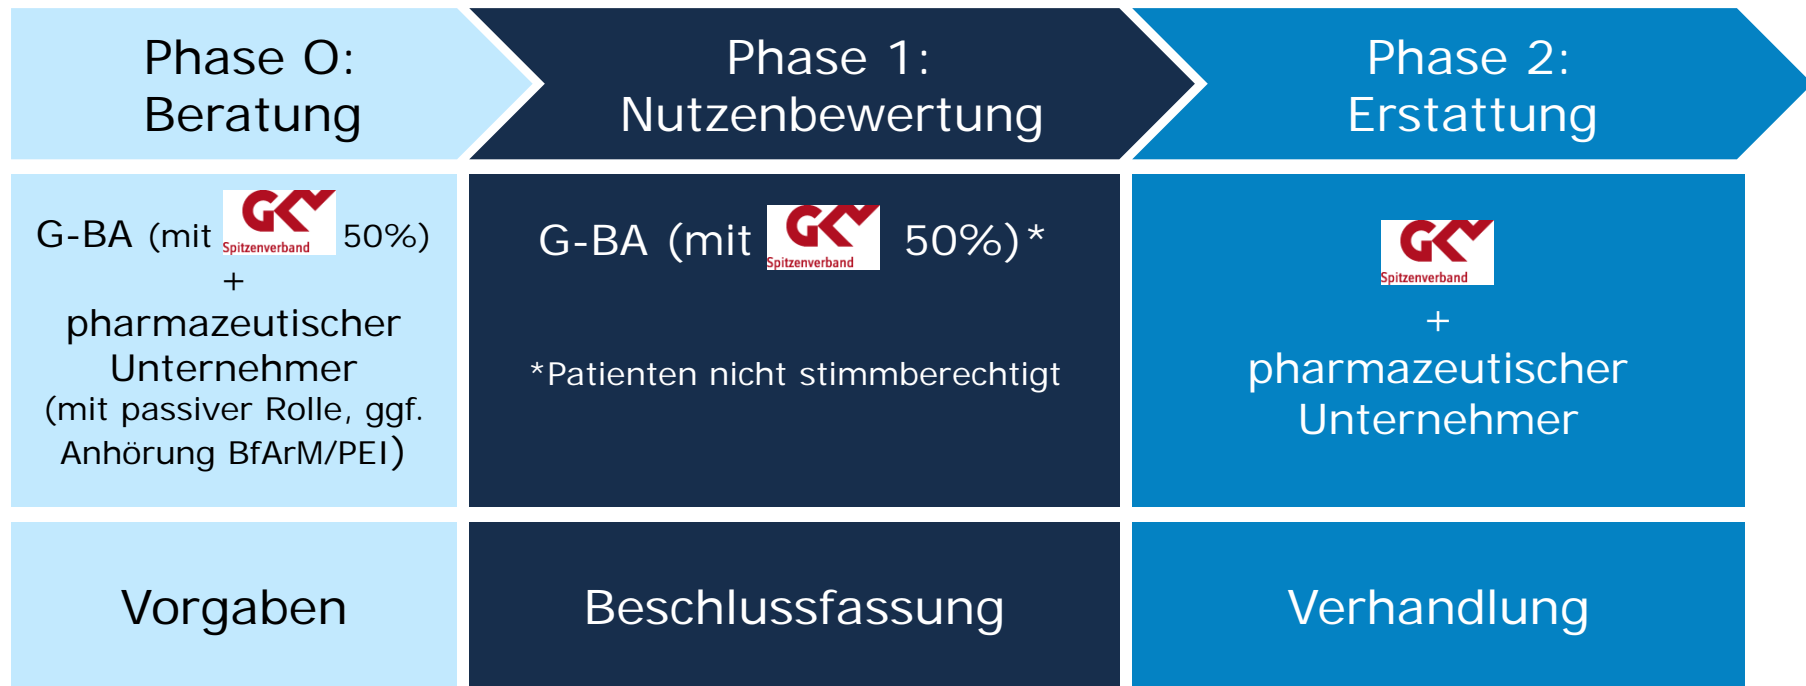 Phase 0:
Beratung
Phase 1:
Nutzenbewertung
Phase 2:
Erstattung
G-BA (mit GKV Spitzenverband 50%)
+
pharmazeutischer
Unternehmer
(mit passiver Rolle, ggf.
Anhörung BfArM/PEI)
G-BA (mit GKV Spitzenverband 50%)*
*Patienten nicht stimmberechtigt
GKV
Spitzenverband
+
pharmazeutischer
Unternehmer
Vorgaben
Beschlussfassung
Verhandlung